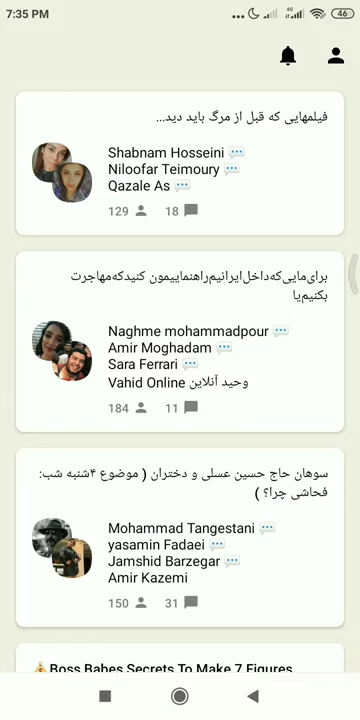 7:35 PM
4G
46
فیلمهایی که قبل از مرگ باید دید...
Shabnam Hosseini 💬
Niloofar Teimoury 💬
Qazale As 💬
129 18
برای‌مایی‌که‌داخل‌ایرانیم‌راهنماییمون کنیدکه‌مهاجرت
بکنیم‌یا
Naghme mohammadpour 💬
Amir Moghadam 💬
Sara Ferrari 💬
Vahid Online وحید آنلاین
184 11
سوهان حاج حسین عسلی و دختران ( موضوع ۴شنبه شب:
فحاشی چرا؟ )
Mohammad Tangestani 💬
yasamin Fadaei 💬
Jamshid Barzegar 💬
Amir Kazemi
150 31
💰Boss Babes Secrets To Make 7 Figures